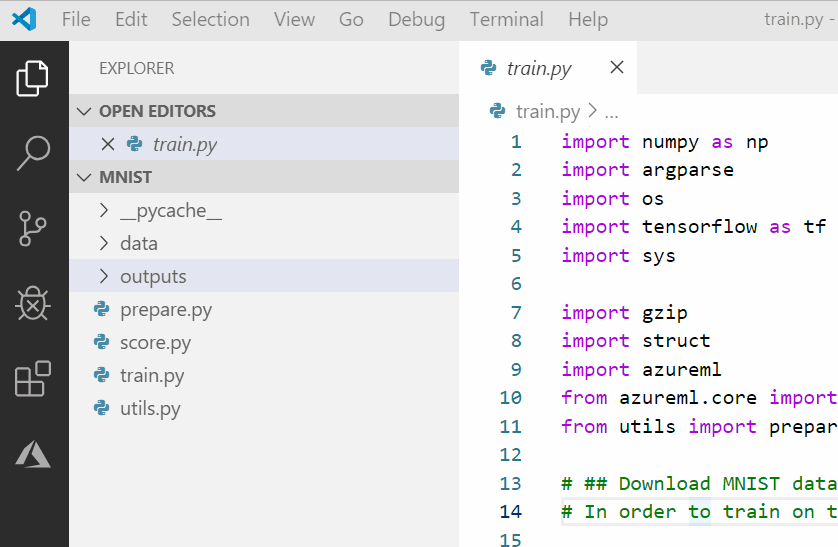 File Edit Selection View Go Debug Terminal Help train.py -
EXPLORER
OPEN EDITORS
train.py
MNIST
__pycache__
data
outputs
prepare.py
score.py
train.py
utils.py
train.py
train.py > ...
1 import numpy as np
2 import argparse
3 import os
4 import tensorflow as tf
5 import sys
6
7 import gzip
8 import struct
9 import azureml
10 from azureml.core import
11 from utils import prepar
12
13 # ## Download MNIST data
14 # In order to train on t
15